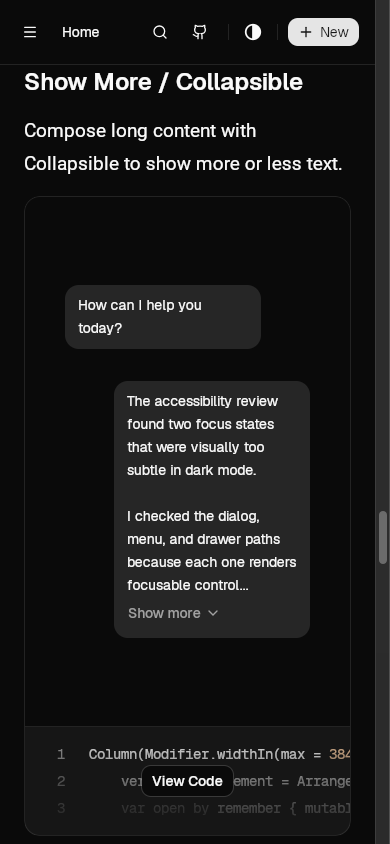 Home
New
Show More / Collapsible
Compose long content with
Collapsible to show more or less text.
How can I help you
today?
The accessibility review
found two focus states
that were visually too
subtle in dark mode.
I checked the dialog,
menu, and drawer paths
because each one renders
focusable control...
Show more
1 Column(Modifier.widthIn(max = 384
2
View Code
= Arrange
3 var open by remember { mutabl